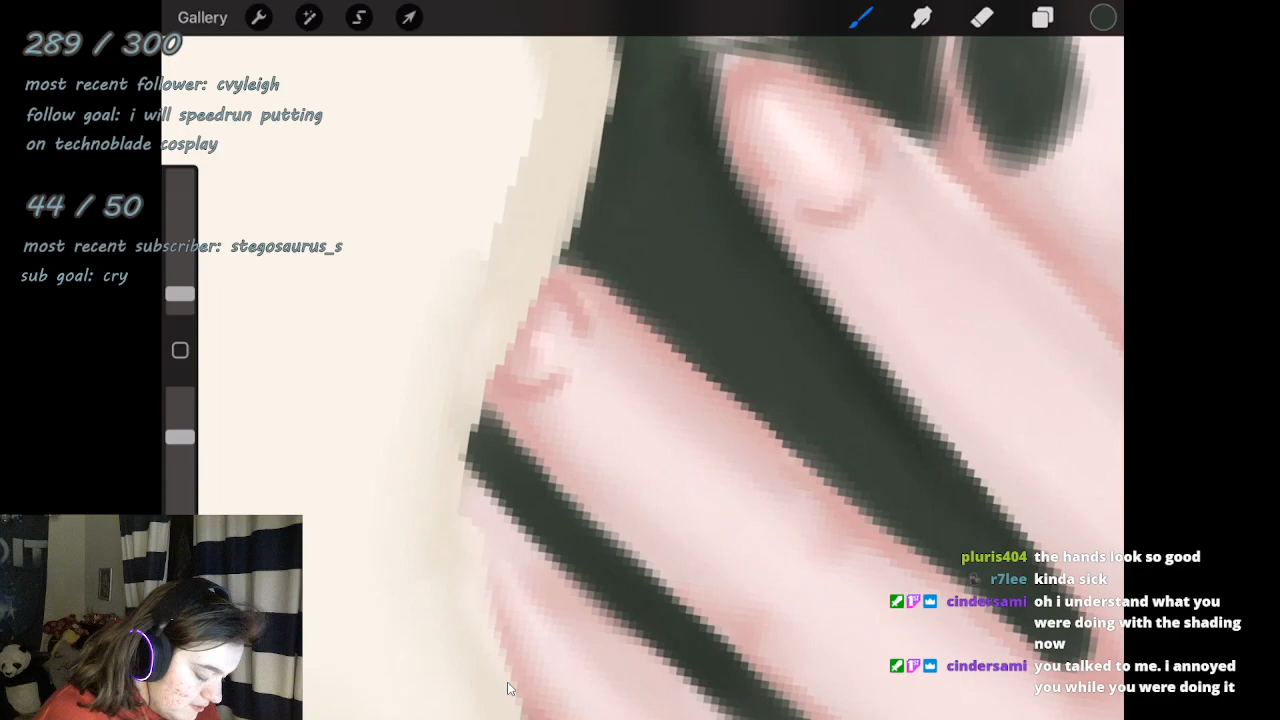 Gallery
289 / 300
most recent follower: cvyleigh
follow goal: i will speedrun putting
on technoblade cosplay
44 / 50
most recent subscriber: stegosaurus_s
sub goal: cry
pluris404 the hands look so good
r7lee kinda sick
cindersami oh i understand what you
were doing with the shading
now
cindersami you talked to me. i annoyed
you while you were doing it